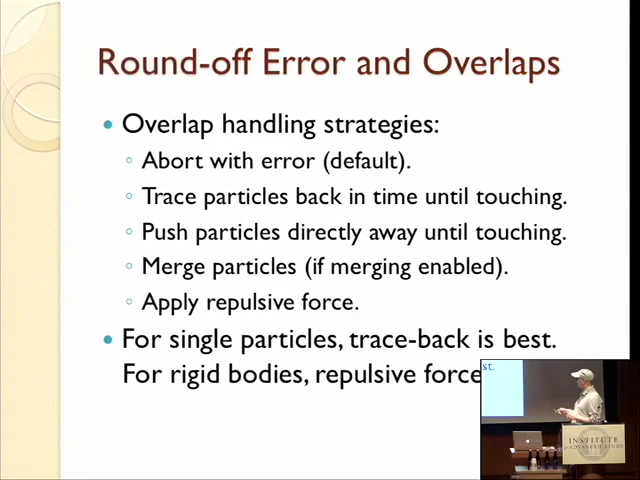 Round-off Error and Overlaps
• Overlap handling strategies:
◦ Abort with error (default).
◦ Trace particles back in time until touching.
◦ Push particles directly away until touching.
◦ Merge particles (if merging enabled).
◦ Apply repulsive force.
• For single particles, trace-back is best.
For rigid bodies, repulsive force
st.
INSTITUTE
for ADVANCED STUDY